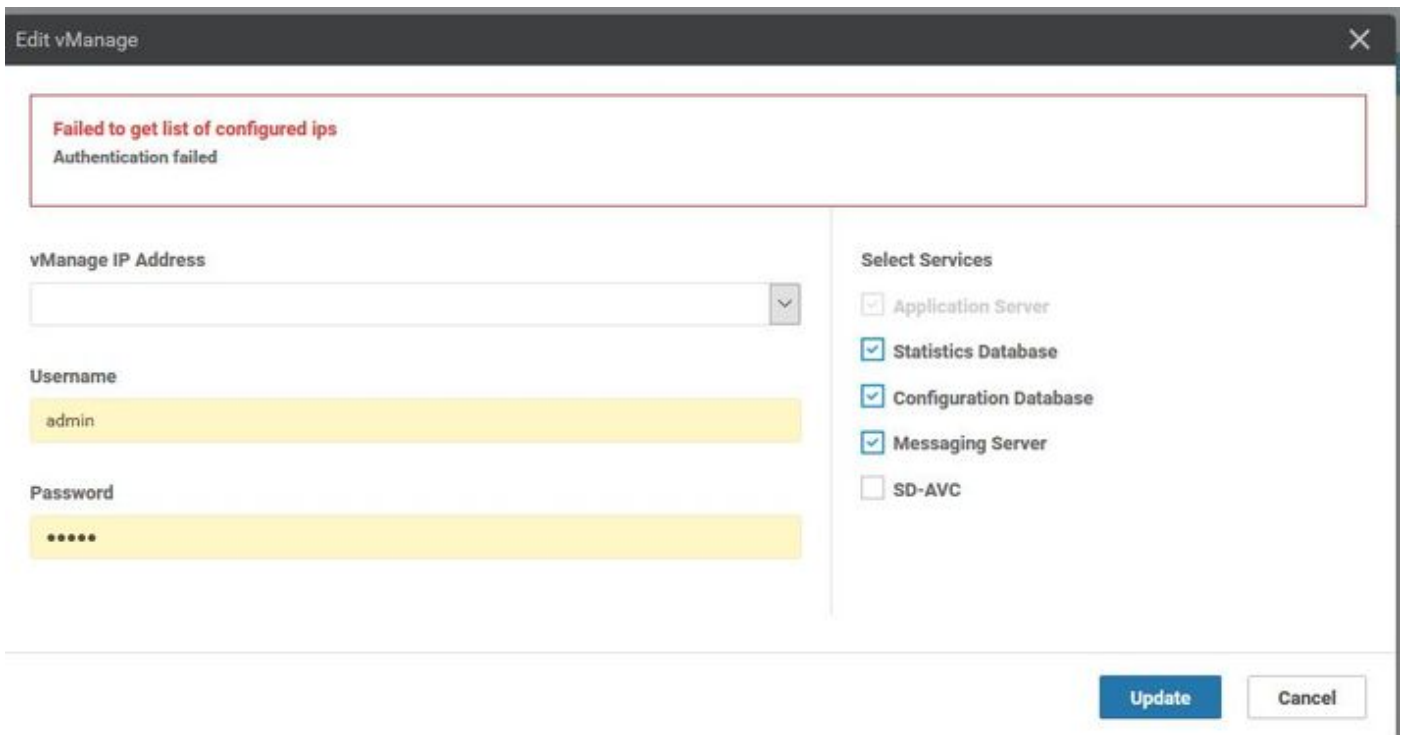 Edit vManage
Failed to get list of configured ips
Authentication failed
vManage IP Address
Username
admin
Password
•••••
Select Services
Application Server
Statistics Database
Configuration Database
Messaging Server
SD-AVC
Update
Cancel